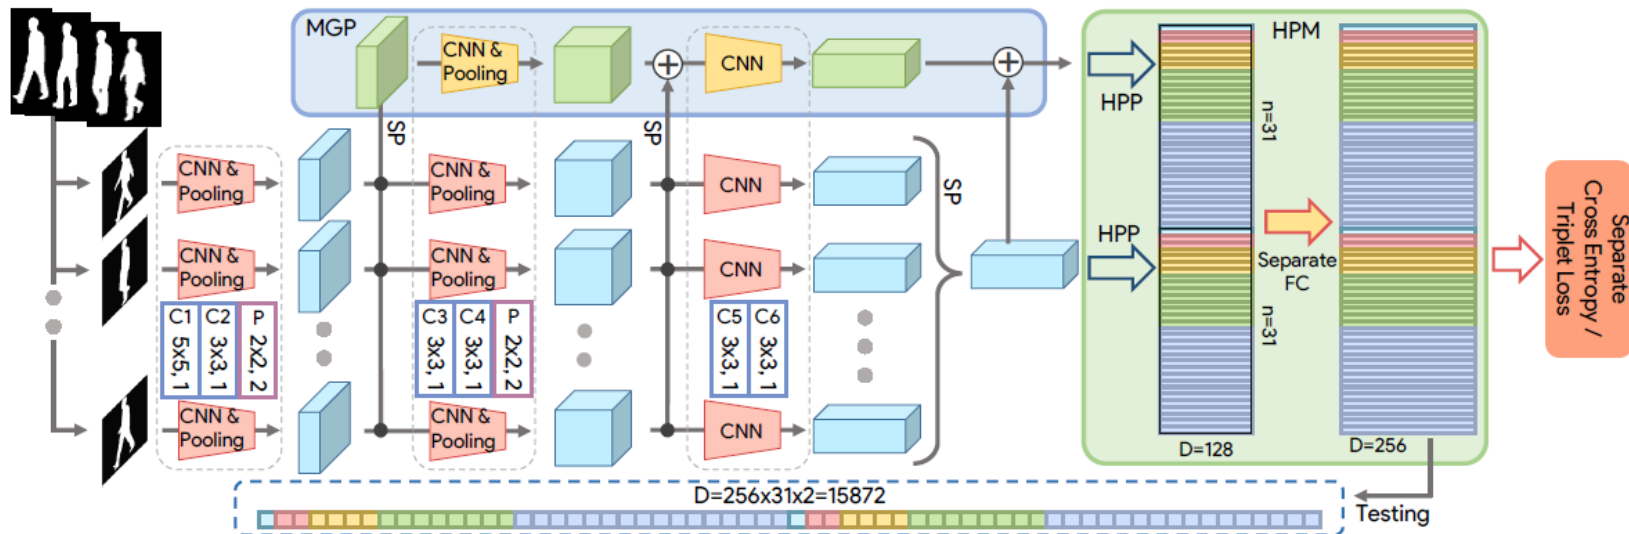 MGP
CNN &
Pooling
CNN
SP
SP
CNN &
Pooling
CNN &
Pooling
CNN
CNN &
Pooling
CNN &
Pooling
CNN
SP
C1
5x5, 1
C2
3x3, 1
P
2x2, 2
C3
3x3, 1
C4
3x3, 1
P
2x2, 2
C5
3x3, 1
C6
3x3, 1
CNN &
Pooling
CNN &
Pooling
CNN
HPM
HPP
HPP
n=31
n=31
Separate
FC
D=128
D=256
Separate
Cross Entropy /
Triplet Loss
D=256x31x2=15872
Testing